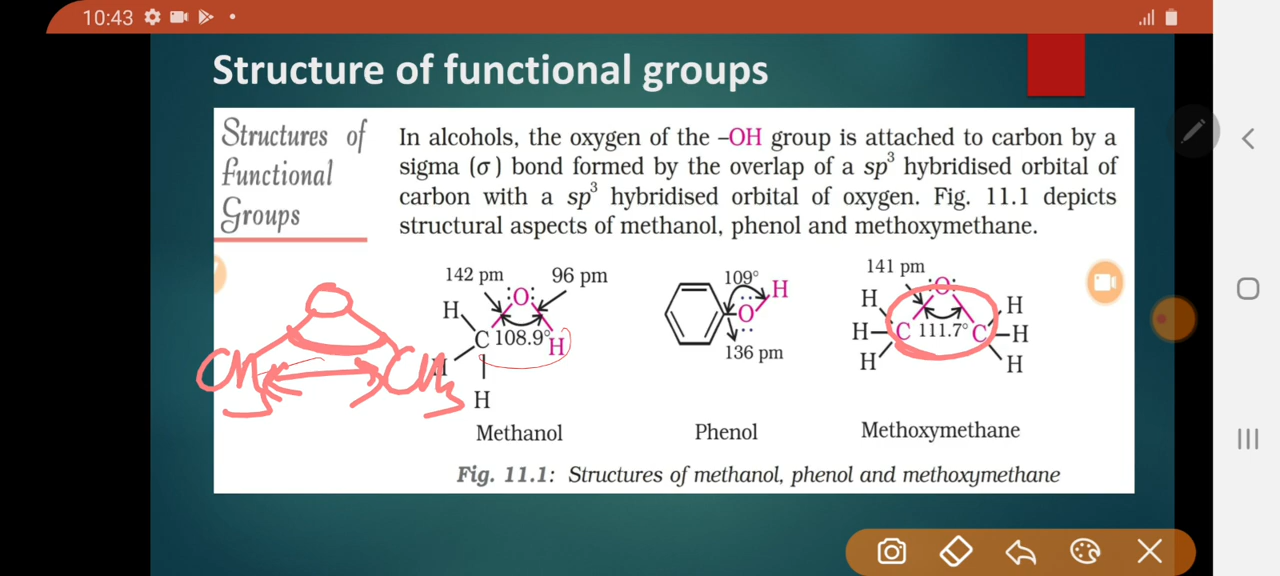 10:43
Structure of functional groups
Structures of
Functional
Groups
In alcohols, the oxygen of the –OH group is attached to carbon by a
sigma (σ) bond formed by the overlap of a sp³ hybridised orbital of
carbon with a sp³ hybridised orbital of oxygen. Fig. 11.1 depicts
structural aspects of methanol, phenol and methoxymethane.
142 pm 96 pm
H O
C 108.9° H
H
H
Methanol
109° H
O
136 pm
Phenol
141 pm
O
H H
H C 111.7° C H
H H
Methoxymethane
CH3 CH3
Fig. 11.1: Structures of methanol, phenol and methoxymethane